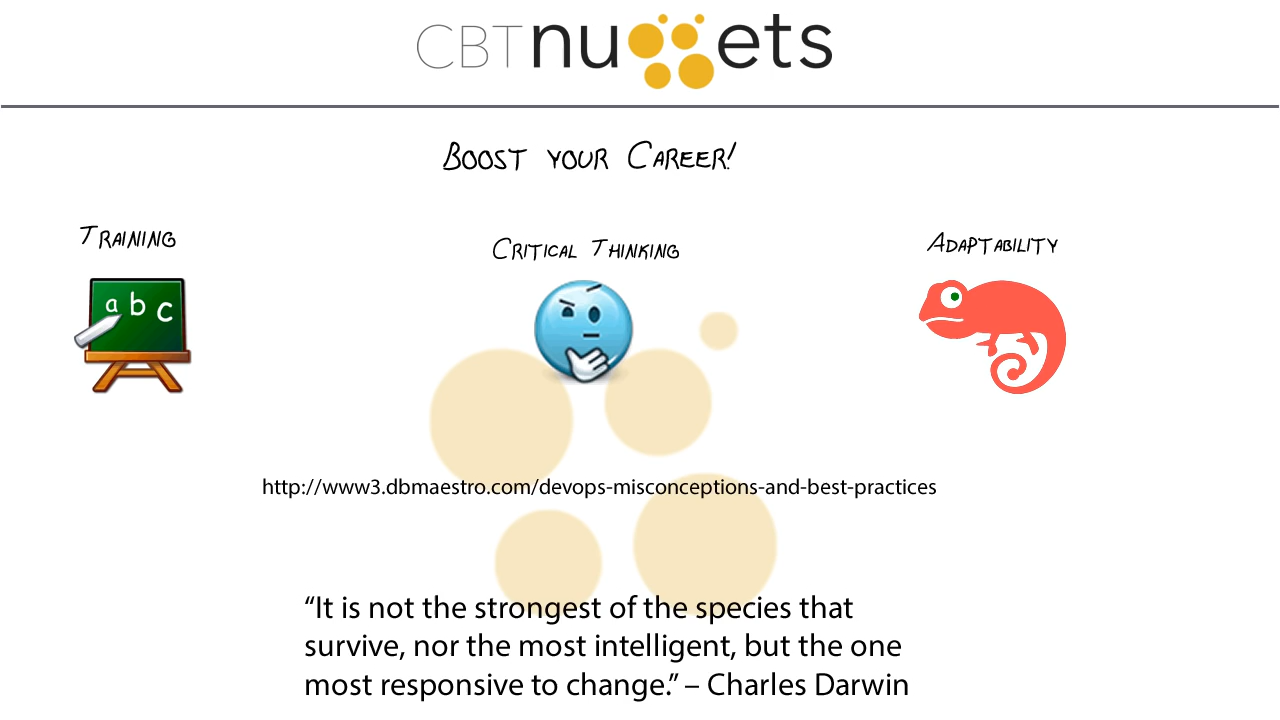 CBTnuggets
Boost your Career!
Training
Critical Thinking
Adaptability
abc
http://www3.dbmaestro.com/devops-misconceptions-and-best-practices
“It is not the strongest of the species that
survive, nor the most intelligent, but the one
most responsive to change.” – Charles Darwin